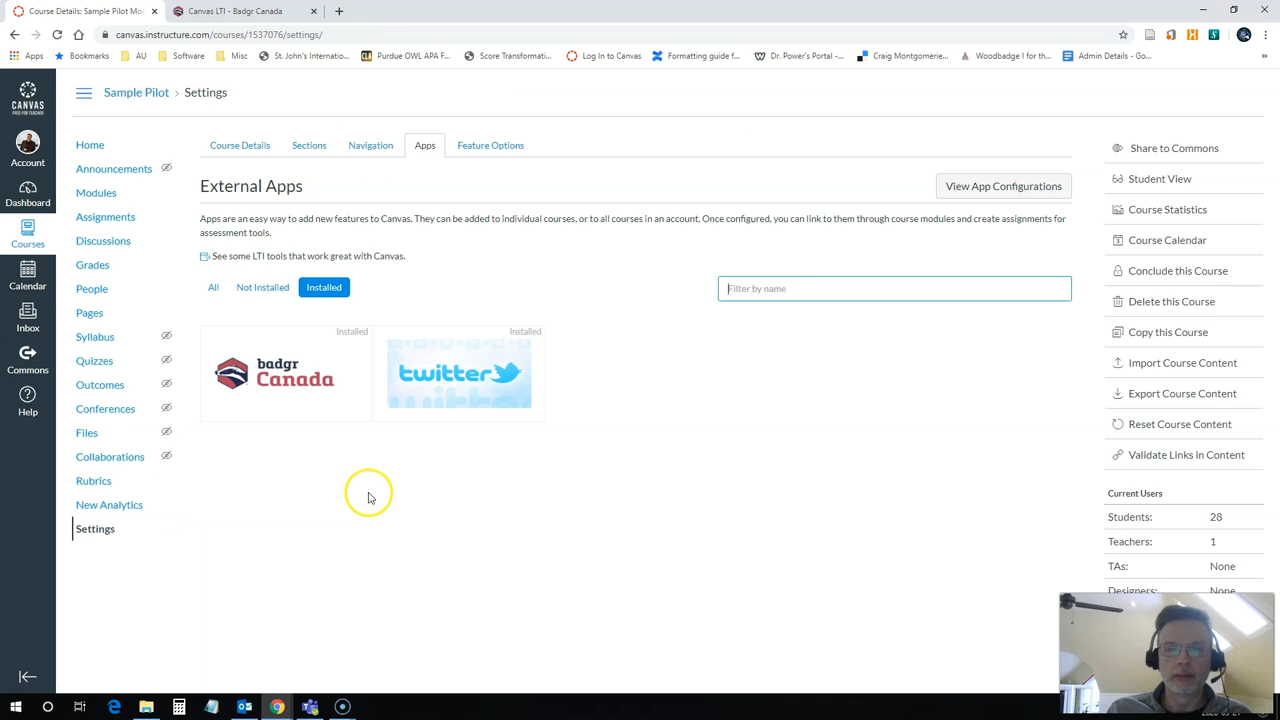 Course Details: Sample Pilot Mo
Canvas LTI - Badgr Canada
canvas.instructure.com/courses/1537076/settings/
Apps
Bookmarks
AU
Software
Misc
St. John's Internatio...
Purdue OWL APA F...
Score Transformati...
Log In to Canvas
Formatting guide f...
Dr. Power's Portal -...
Craig Montgomerie...
Woodbadge I for th...
Admin Details - Go...
CANVAS
FREE FOR TEACHER
Account
Dashboard
Courses
Calendar
Inbox
Commons
Help
Sample Pilot > Settings
Home
Announcements
Modules
Assignments
Discussions
Grades
People
Pages
Syllabus
Quizzes
Outcomes
Conferences
Files
Collaborations
Rubrics
New Analytics
Settings
Course Details
Sections
Navigation
Apps
Feature Options
External Apps
View App Configurations
Apps are an easy way to add new features to Canvas. They can be added to individual courses, or to all courses in an account. Once configured, you can link to them through course modules and create assignments for
assessment tools.
See some LTI tools that work great with Canvas.
All
Not Installed
Installed
Filter by name
Installed
badgr
Canada
Installed
twitter
Share to Commons
Student View
Course Statistics
Course Calendar
Conclude this Course
Delete this Course
Copy this Course
Import Course Content
Export Course Content
Reset Course Content
Validate Links in Content
Current Users
Students: 28
Teachers: 1
TAs: None
Designers: None